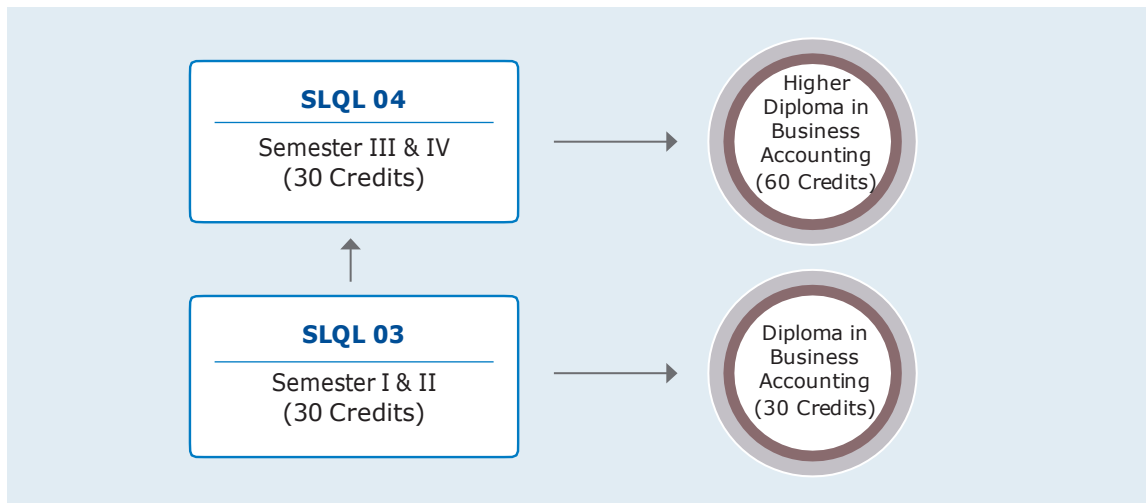 SLQL 04
Semester III & IV
(30 Credits)
Higher
Diploma in
Business
Accounting
(60 Credits)
SLQL 03
Semester I & II
(30 Credits)
Diploma in
Business
Accounting
(30 Credits)